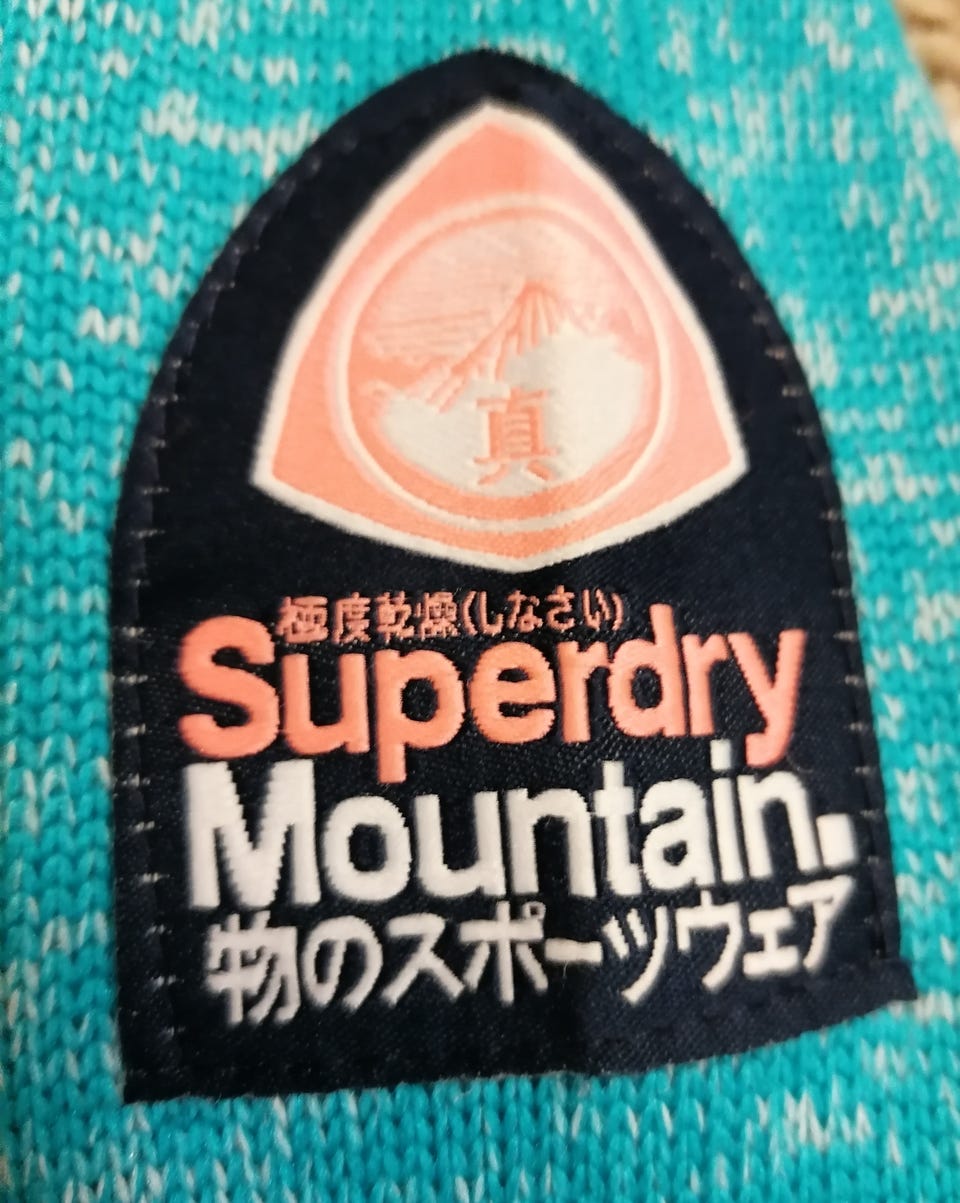 真
極度乾燥(しなさい)
Superdry
Mountain.
物のスポーツウェア